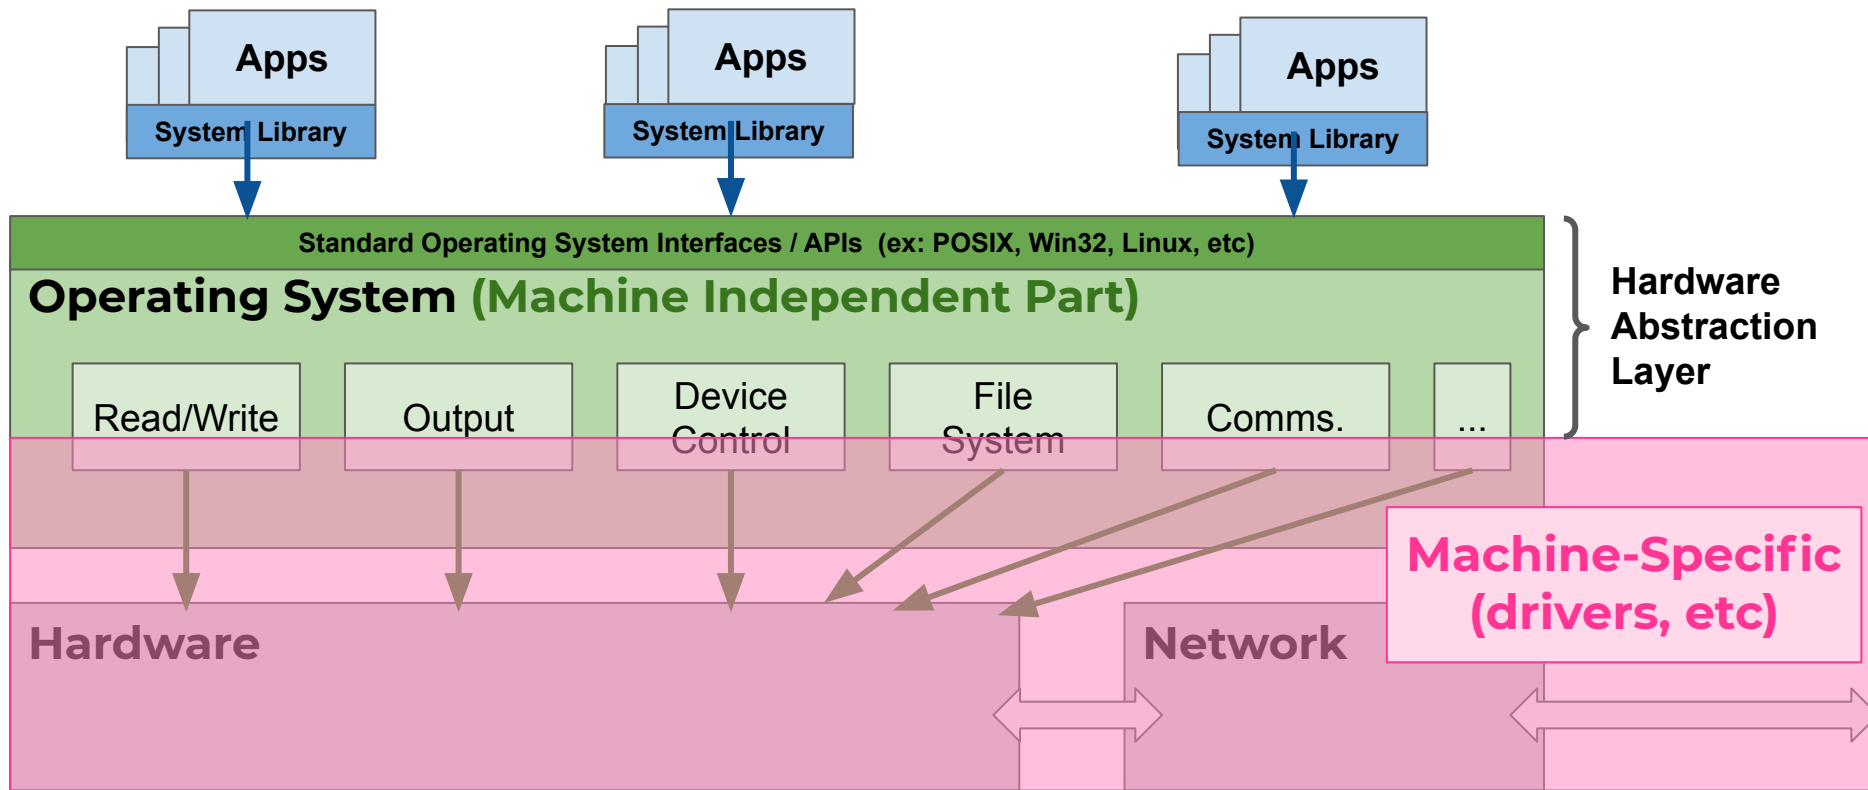 Apps
Apps
Apps
System Library
System Library
System Library
Standard Operating System Interfaces / APIs (ex: POSIX, Win32, Linux, etc)
Operating System (Machine Independent Part)
Hardware
Abstraction
Layer
Read/Write
Output
Device
Control
File
System
Comms.
...
Machine-Specific
(drivers, etc)
Hardware
Network